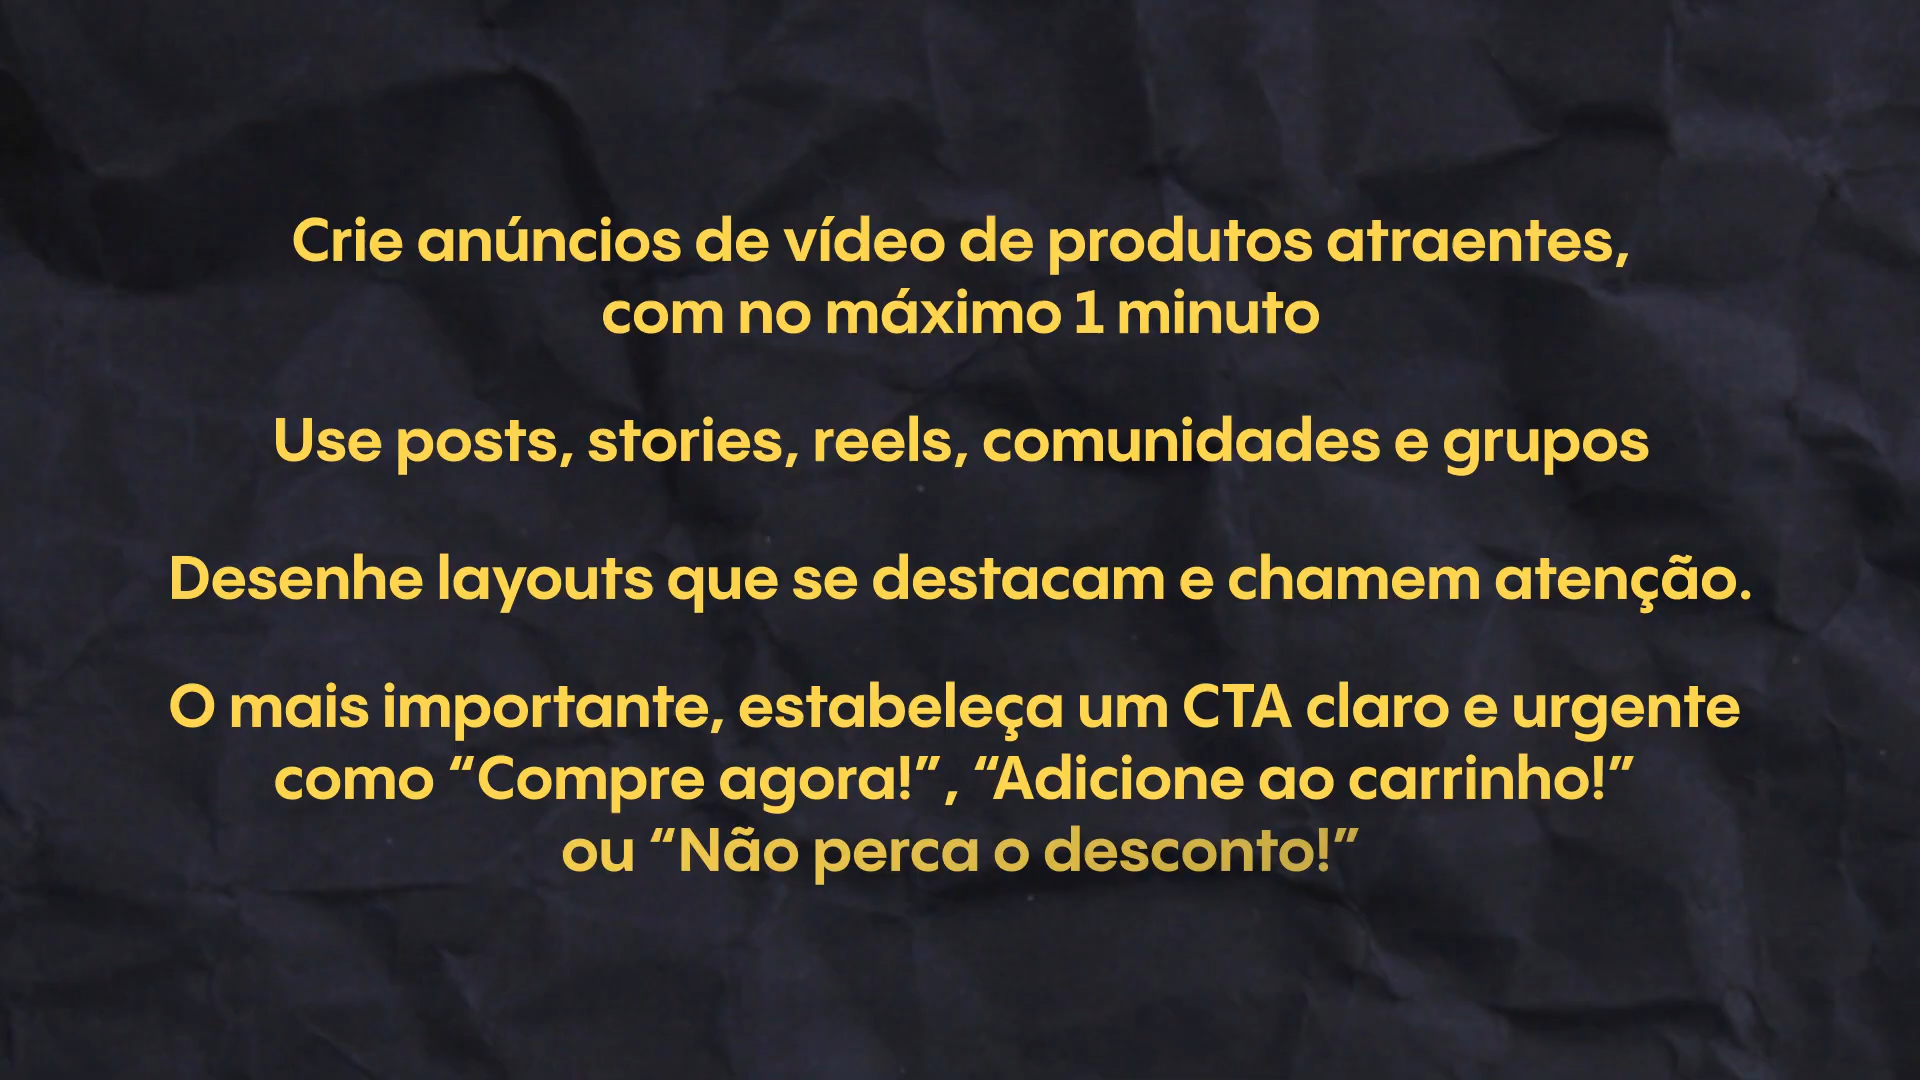 Crie anúncios de vídeo de produtos atraentes,
com no máximo 1 minuto
Use posts, stories, reels, comunidades e grupos
Desenhe layouts que se destacam e chamem atenção.
O mais importante, estabeleça um CTA claro e urgente
como “Compre agora!”, “Adicione ao carrinho!”
ou “Não perca o desconto!”